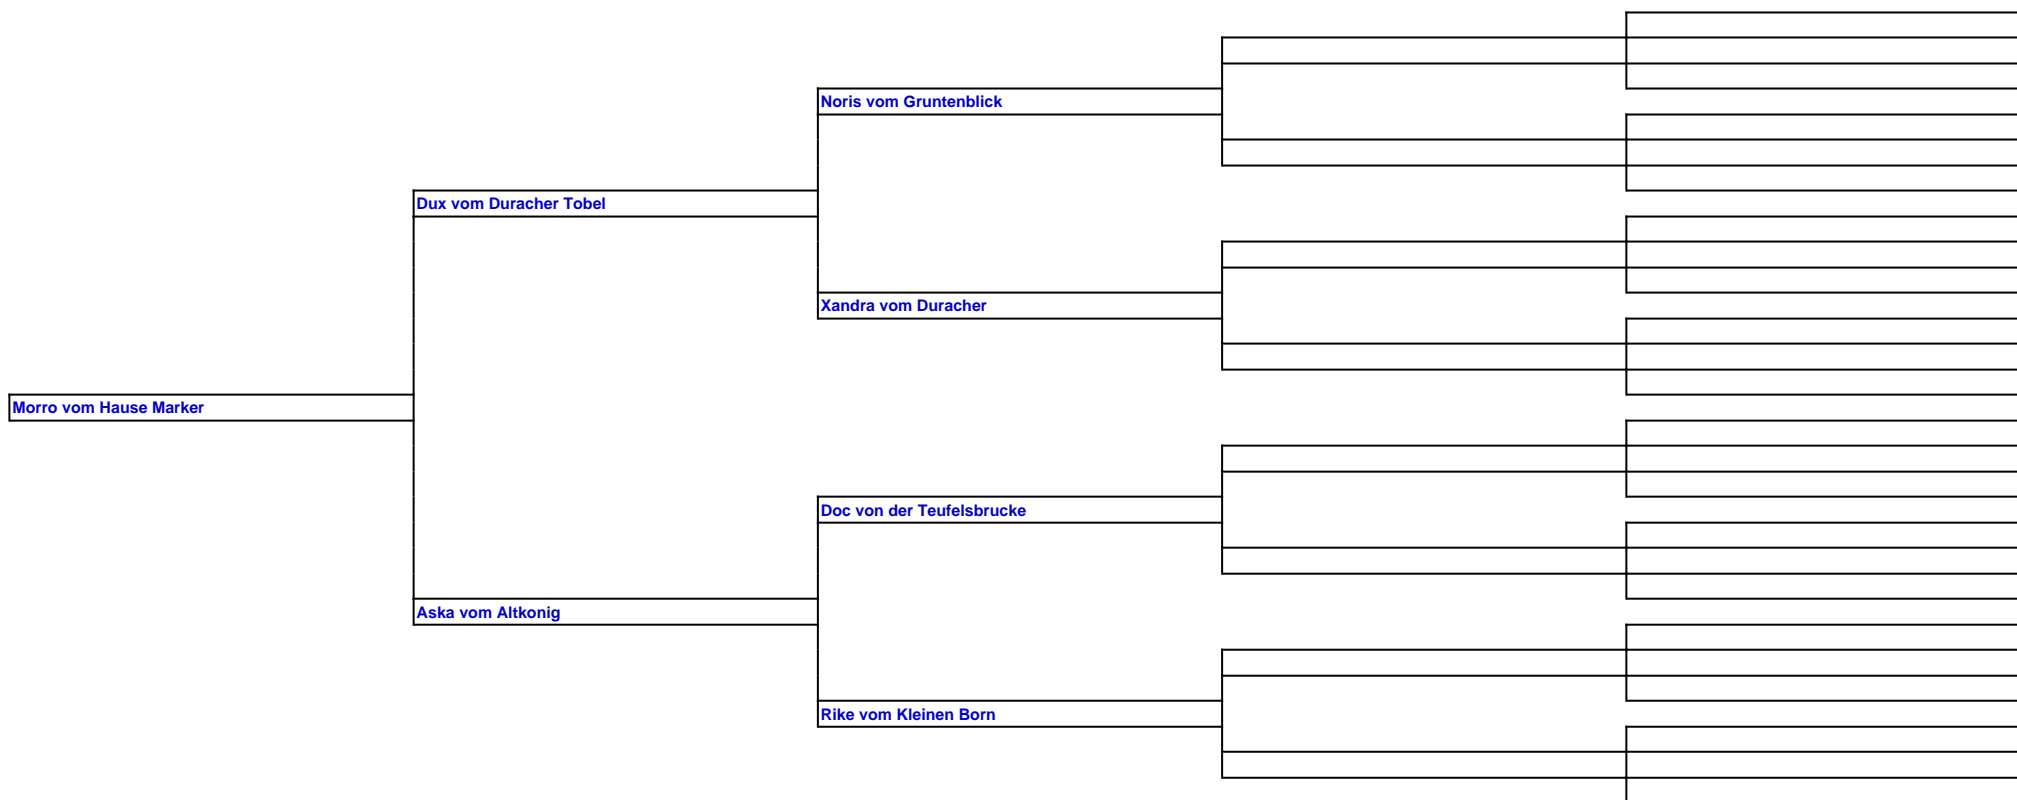 Noris vom Gruntenblick
Dux vom Duracher Tobel
Xandra vom Duracher
Morro vom Hause Marker
Doc von der Teufelsbrucke
Aska vom Altkonig
Rike vom Kleinen Born